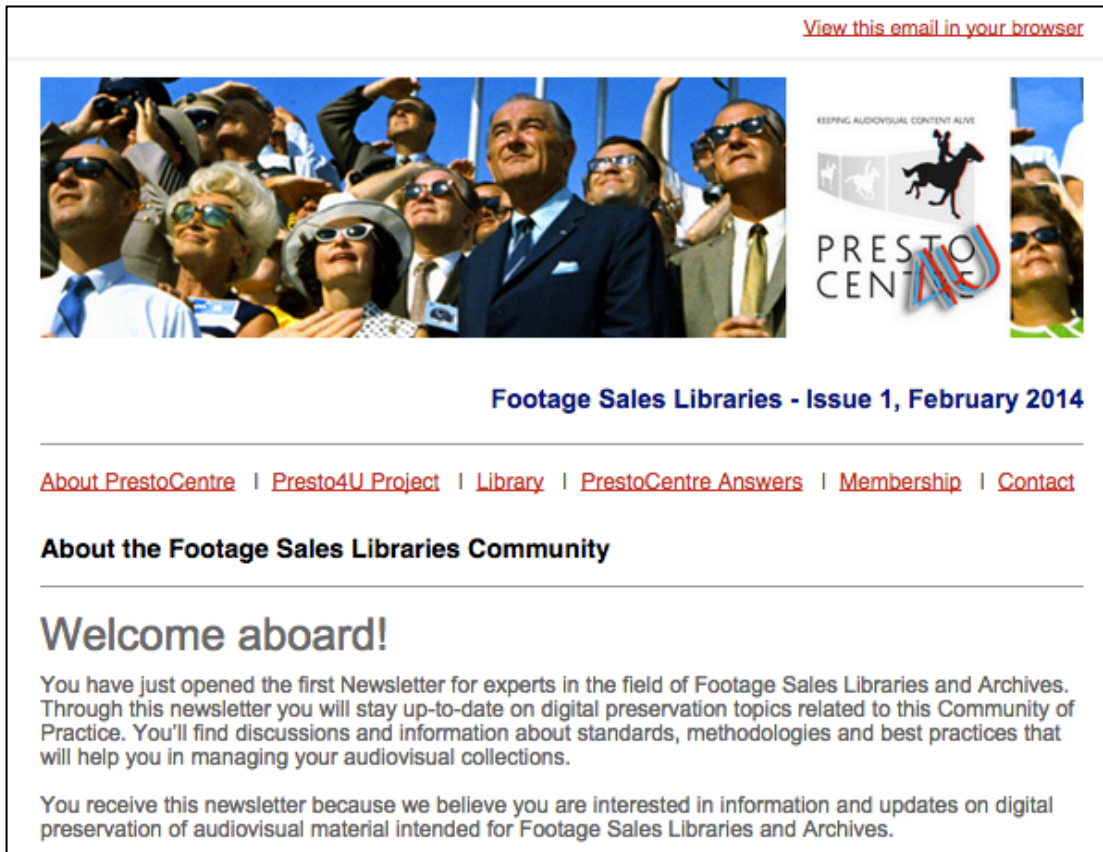 View this email in your browser
KEEPING AUDIOVISUAL CONTENT ALIVE
PRESTO
CENTRE
4U
Footage Sales Libraries - Issue 1, February 2014
About PrestoCentre | Presto4U Project | Library | PrestoCentre Answers | Membership | Contact
About the Footage Sales Libraries Community
Welcome aboard!
You have just opened the first Newsletter for experts in the field of Footage Sales Libraries and Archives.
Through this newsletter you will stay up-to-date on digital preservation topics related to this Community of
Practice. You'll find discussions and information about standards, methodologies and best practices that
will help you in managing your audiovisual collections.
You receive this newsletter because we believe you are interested in information and updates on digital
preservation of audiovisual material intended for Footage Sales Libraries and Archives.